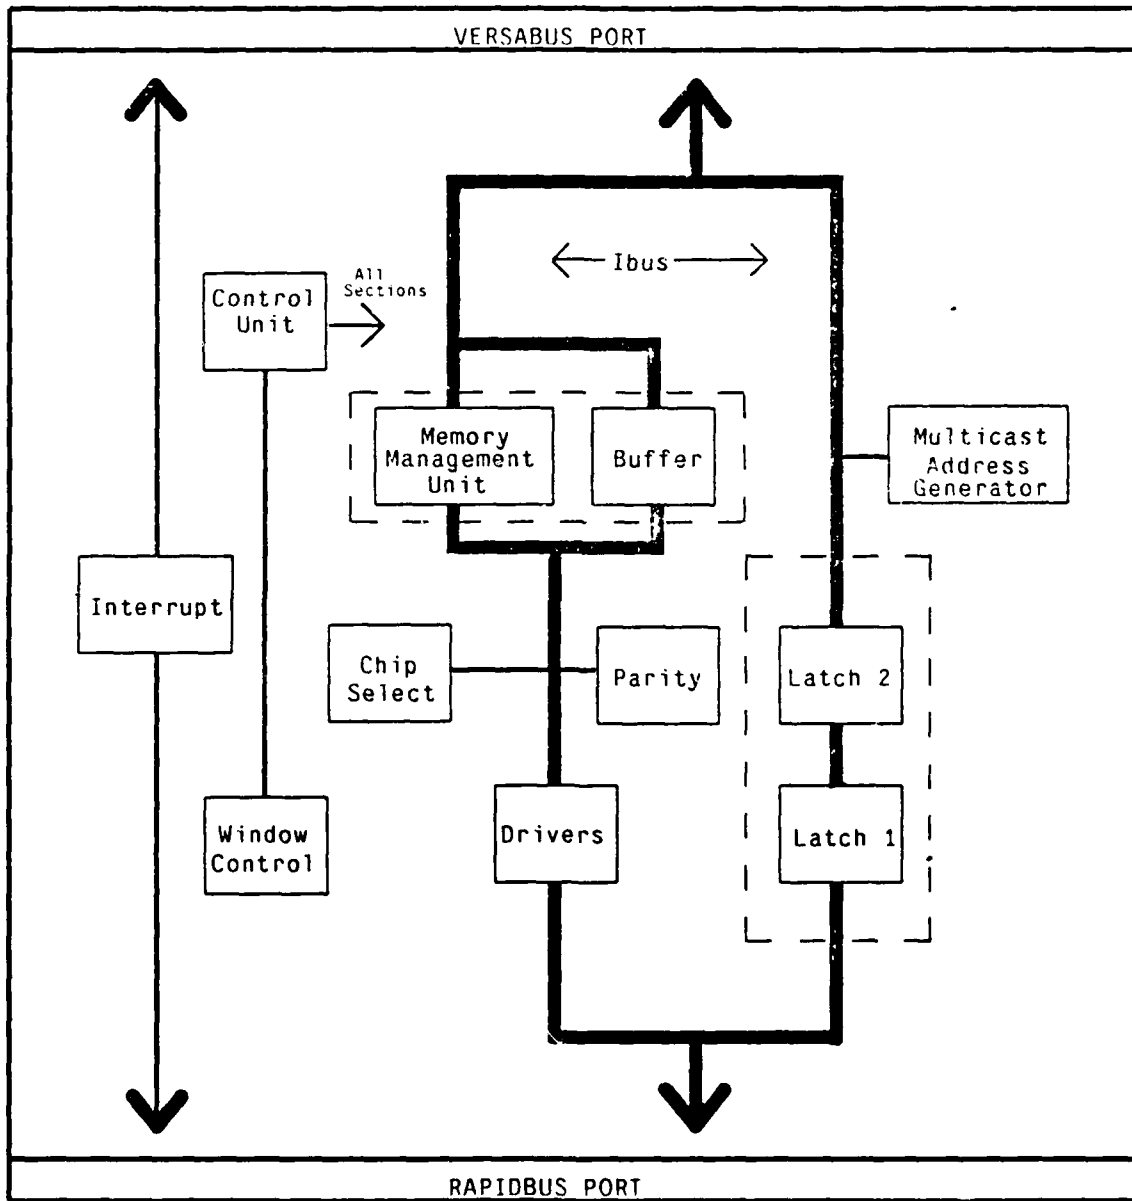 VERSABUS PORT
Ibus
All
Sections
Control
Unit
Memory
Management
Unit
Buffer
Multicast
Address
Generator
Interrupt
Chip
Select
Parity
Latch 2
Window
Control
Drivers
Latch 1
RAPIDBUS PORT